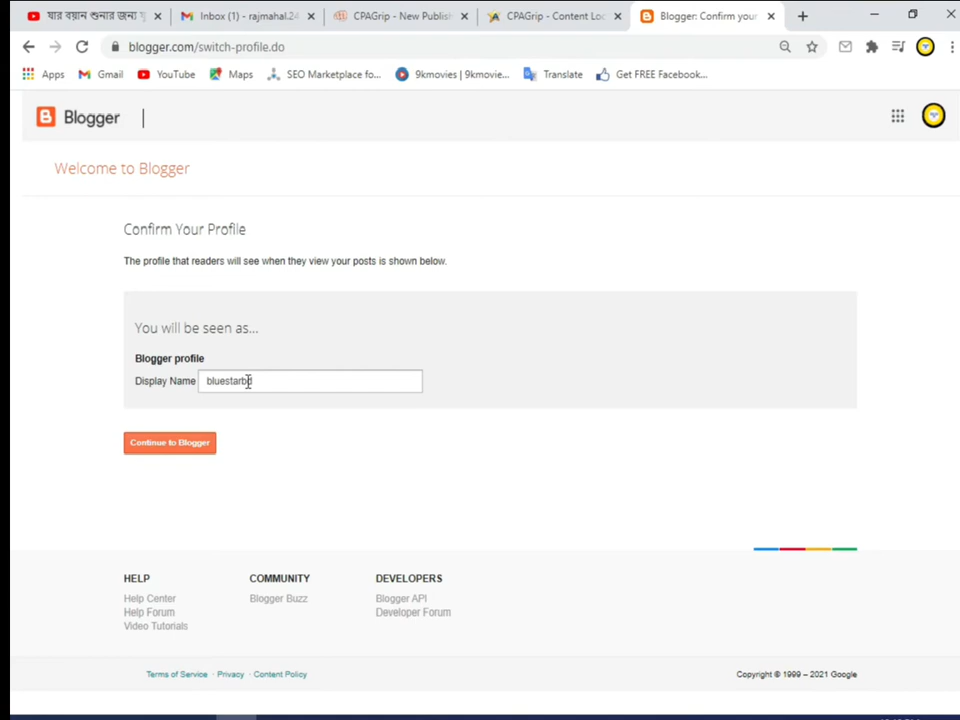 যার বয়ান শুনার জন্য
Inbox (1) - rajmahal.24
CPAGrip - New Publish
CPAGrip - Content Loc
Blogger: Confirm your
blogger.com/switch-profile.do
Apps Gmail YouTube Maps SEO Marketplace fo... 9kmovies | 9kmovie... Translate Get FREE Facebook...
Blogger
Welcome to Blogger
Confirm Your Profile
The profile that readers will see when they view your posts is shown below.
You will be seen as...
Blogger profile
Display Name bluestarbd
Continue to Blogger
HELP COMMUNITY DEVELOPERS
Help Center Blogger Buzz Blogger API
Help Forum Developer Forum
Video Tutorials
Terms of Service · Privacy · Content Policy Copyright © 1999 – 2021 Google